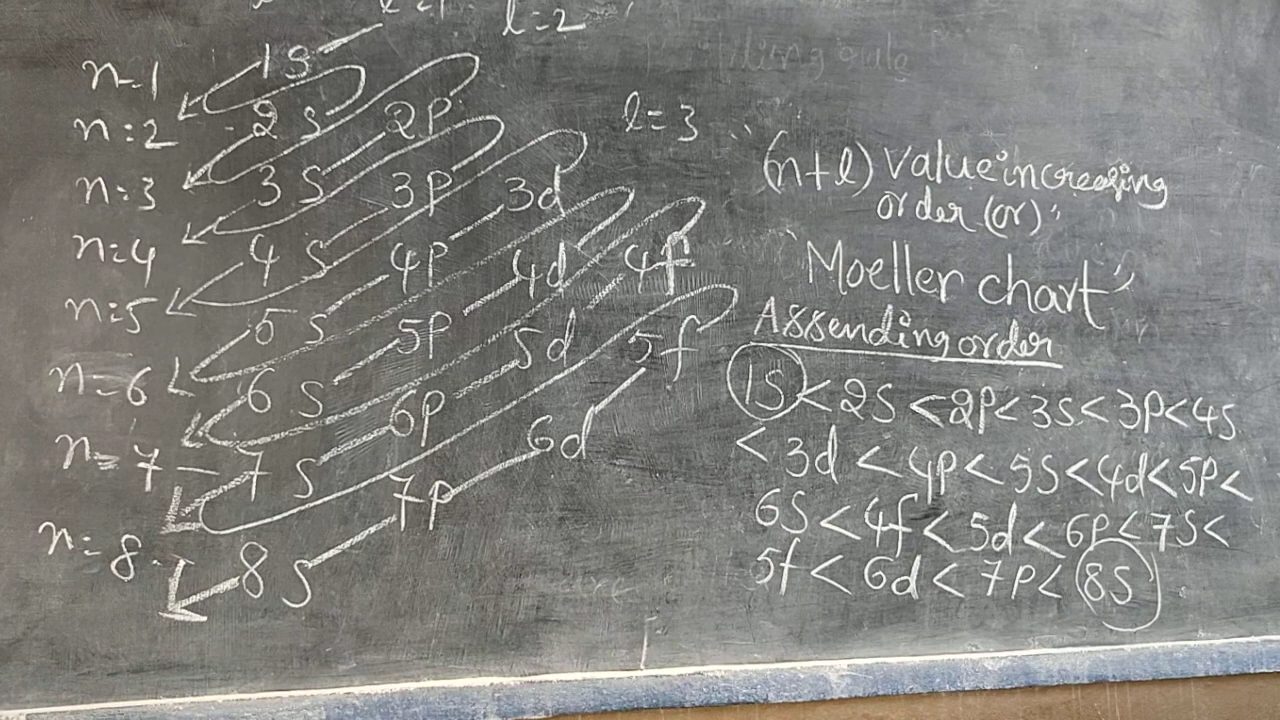 l=2
n=1 1s
n=2 2s 2p l=3
n=3 3s 3p 3d
n=4 4s 4p 4d 4f
n=5 5s 5p 5d 5f
n=6 6s 6p 6d
n=7 7s 7p
n=8 8s
(n+l) value increasing
order (or)
"Moeller chart"
Assending order
1s < 2s < 2p < 3s < 3p < 4s
< 3d < 4p < 5s < 4d < 5p <
6s < 4f < 5d < 6p < 7s <
5f < 6d < 7p < 8s